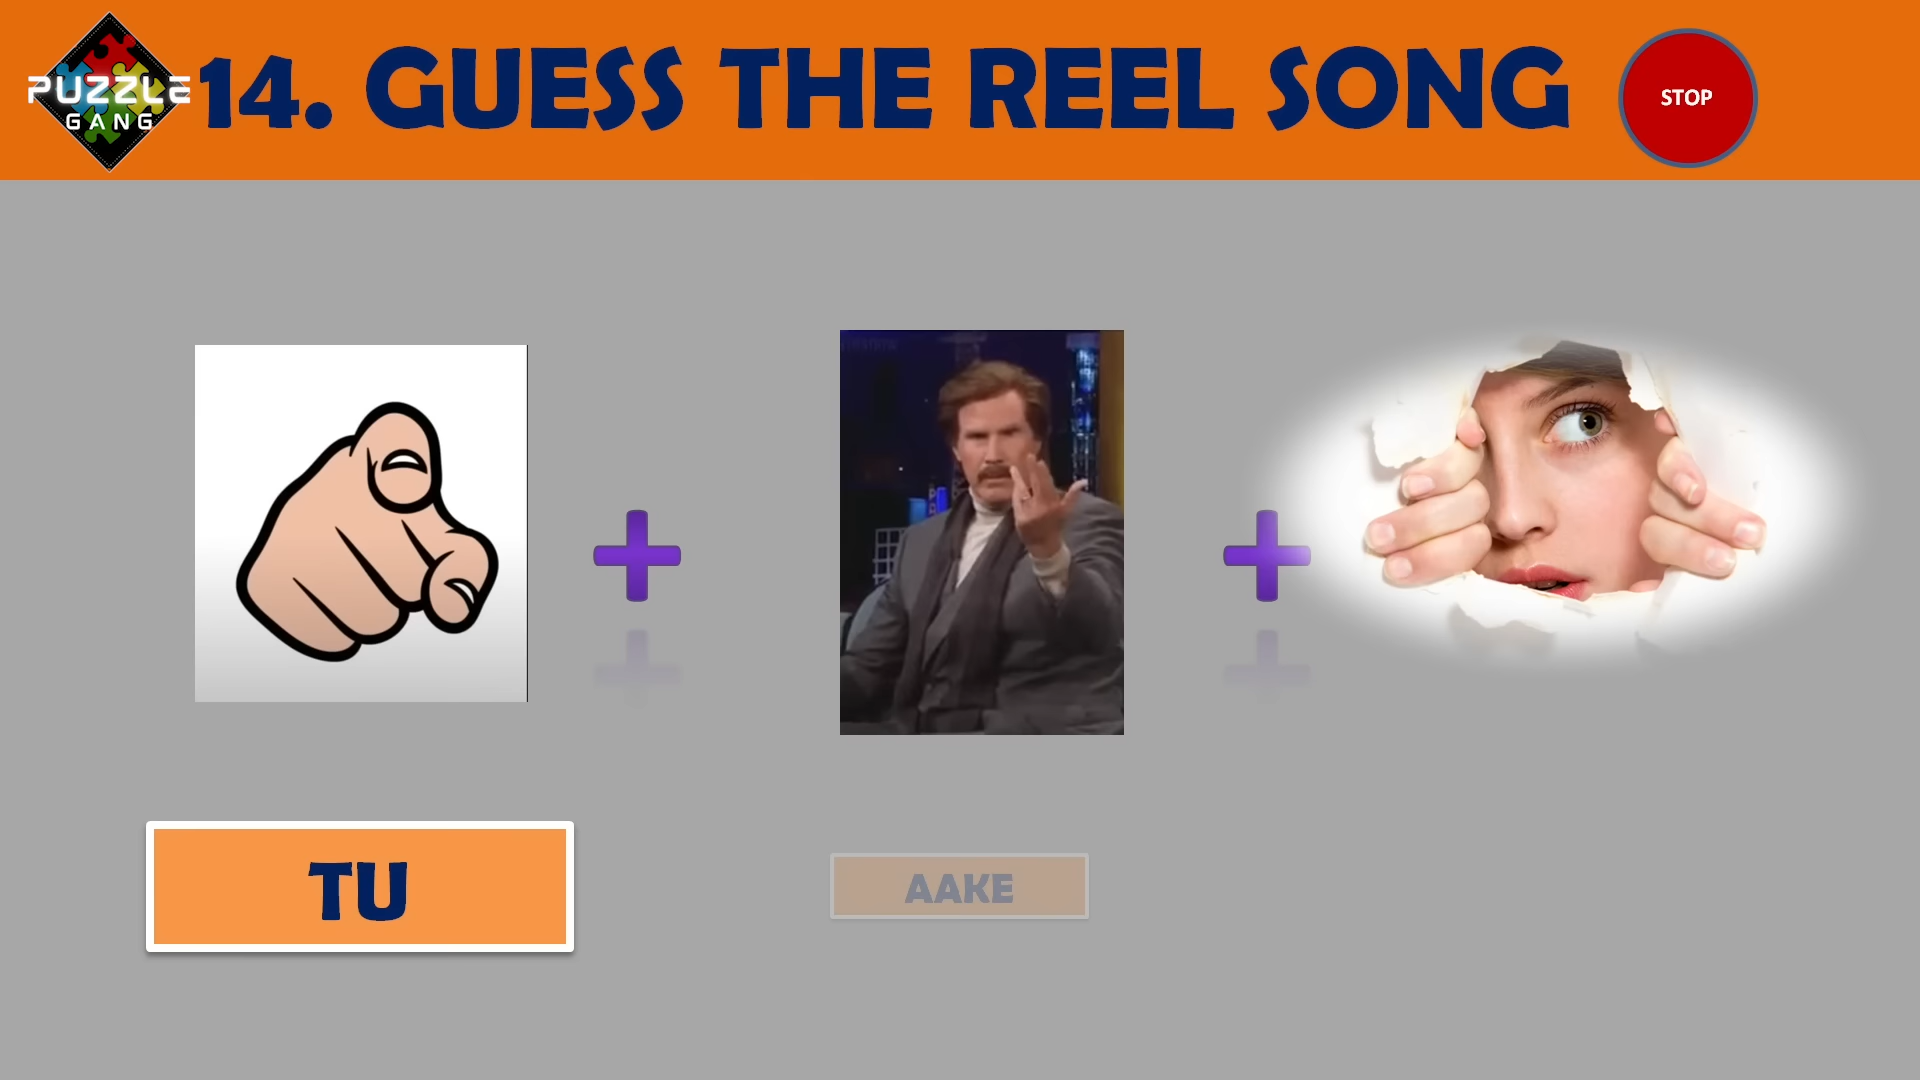 PUZZLE
GANG
14. GUESS THE REEL SONG
STOP
TU
AAKE